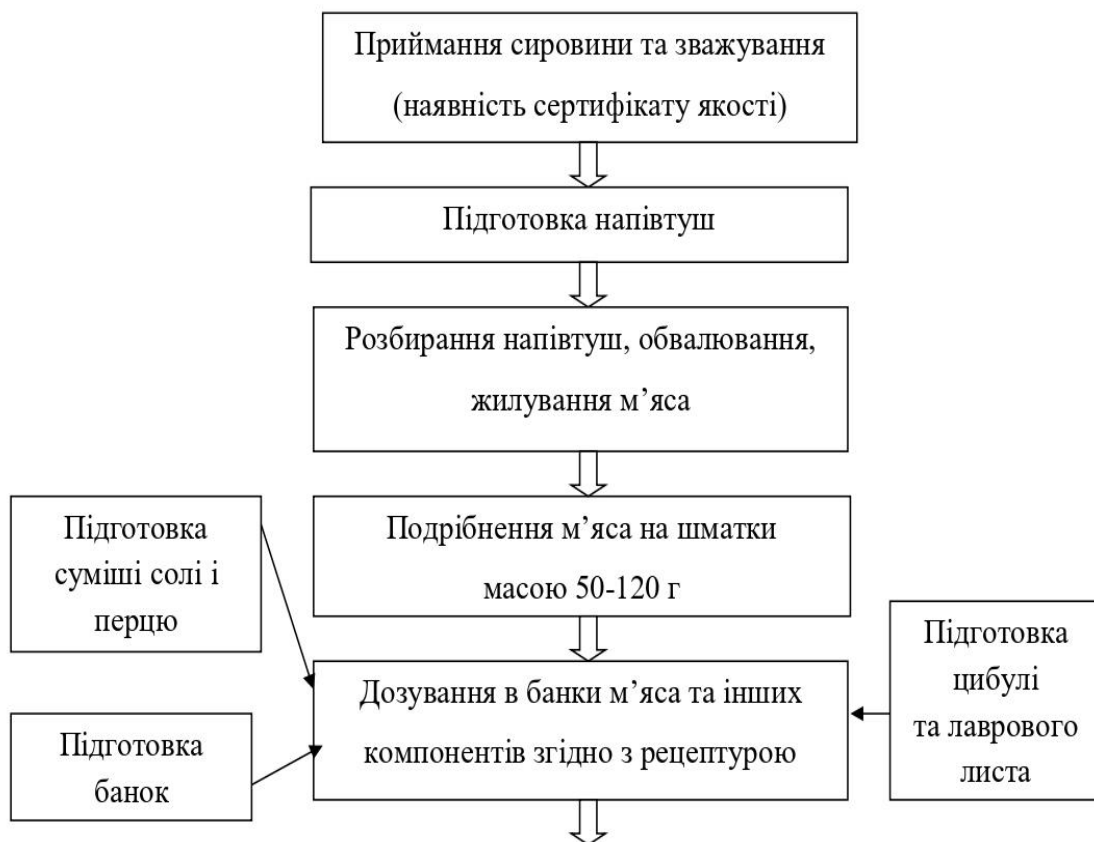 Приймання сировини та зважування
(наявність сертифікату якості)
Підготовка напівтуш
Розбирання напівтуш, обвалювання,
жилування м’яса
Подрібнення м’яса на шматки
масою 50-120 г
Підготовка
суміші солі і
перцю
Підготовка
банок
Дозування в банки м’яса та інших
компонентів згідно з рецептурою
Підготовка
цибулі
та лаврового
листа